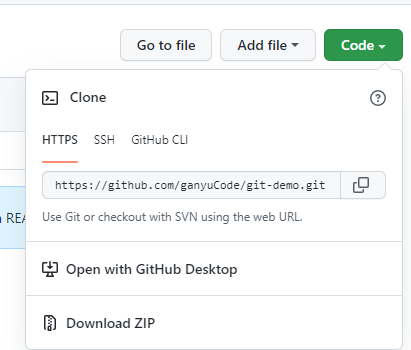 Go to file Add file Code
Clone
HTTPS SSH GitHub CLI
https://github.com/ganyuCode/git-demo.git
REA
Use Git or checkout with SVN using the web URL.
Open with GitHub Desktop
Download ZIP